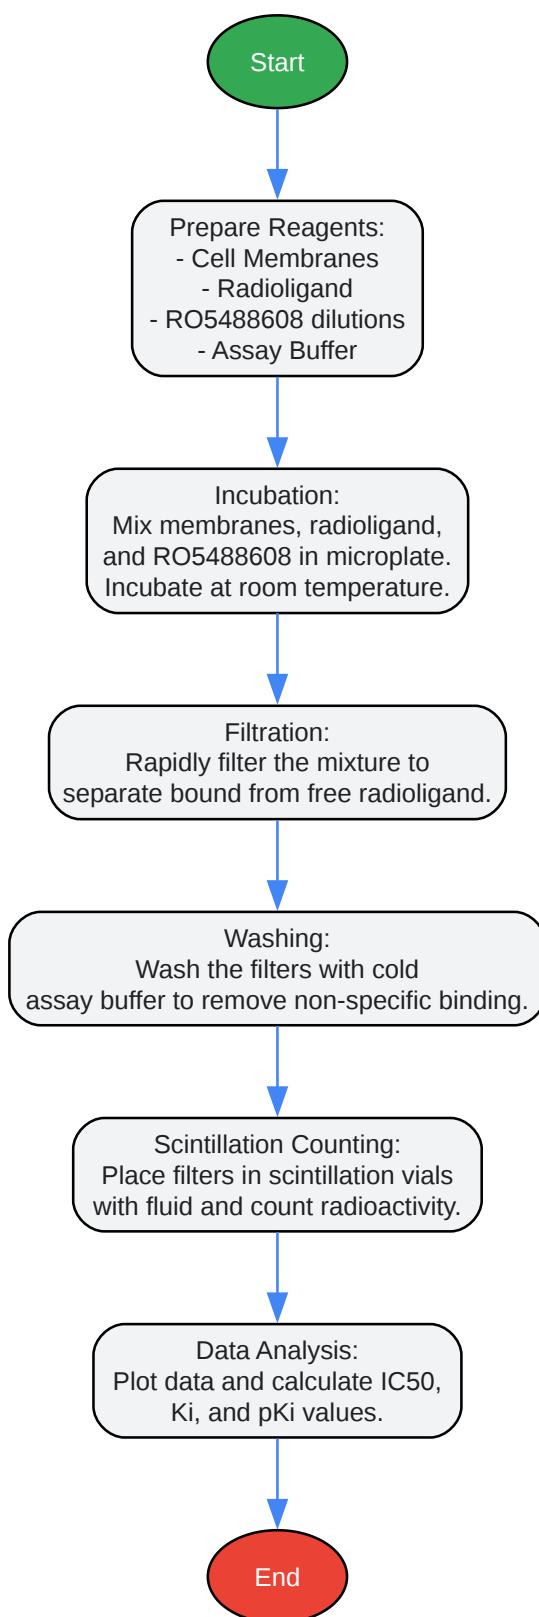 Start
Prepare Reagents:
- Cell Membranes
- Radioligand
- RO5488608 dilutions
- Assay Buffer
Incubation:
Mix membranes, radioligand,
and RO5488608 in microplate.
Incubate at room temperature.
Filtration:
Rapidly filter the mixture to
separate bound from free radioligand.
Washing:
Wash the filters with cold
assay buffer to remove non-specific binding.
Scintillation Counting:
Place filters in scintillation vials
with fluid and count radioactivity.
Data Analysis:
Plot data and calculate IC50,
Ki, and pKi values.
End